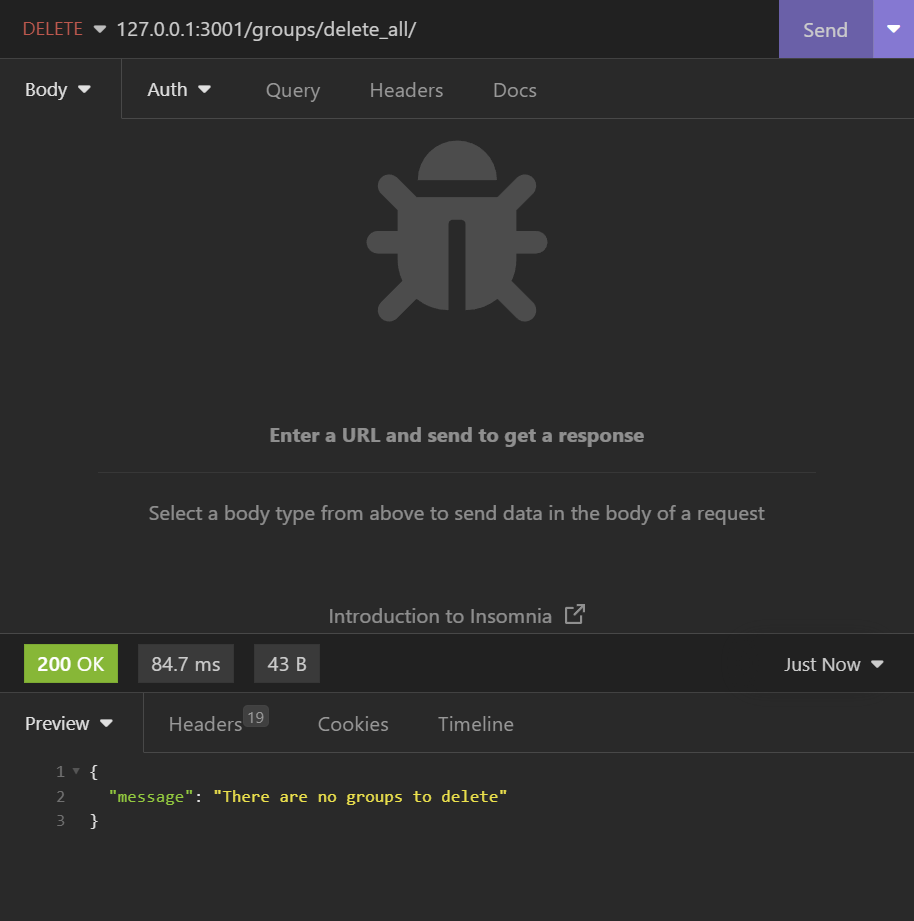 DELETE 127.0.0.1:3001/groups/delete_all/ Send
Body Auth Query Headers Docs
Enter a URL and send to get a response
Select a body type from above to send data in the body of a request
Introduction to Insomnia
200 OK 84.7 ms 43 B Just Now
Preview Headers 19 Cookies Timeline
1 {
2 "message": "There are no groups to delete"
3 }